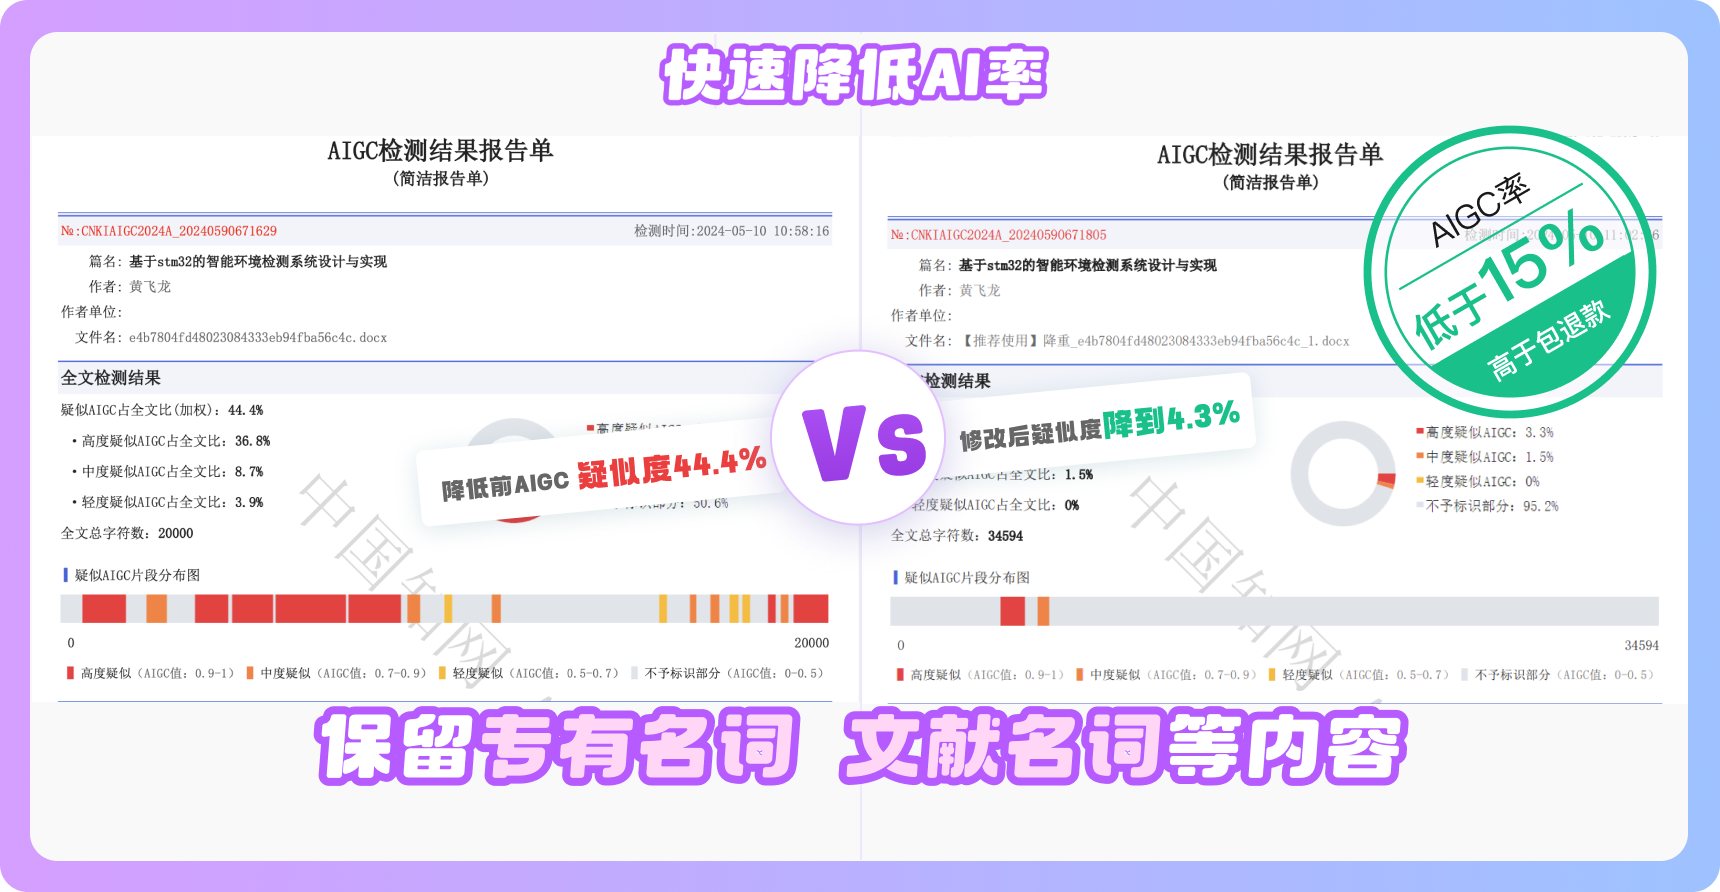 快速降低AI率
AIGC检测结果报告单
(简洁报告单)
№:CNKIAIGC2024A_20240590671629
检测时间:2024-05-10 10:58:16
篇名: 基于stm32的智能环境检测系统设计与实现
作者: 黄飞龙
作者单位:
文件名: e4b7804fd48023084333eb94fba56c4c.docx
全文检测结果
疑似AIGC占全文比(加权): 44.4%
• 高度疑似AIGC占全文比: 36.8%
• 中度疑似AIGC占全文比: 8.7%
• 轻度疑似AIGC占全文比: 3.9%
全文总字符数: 20000
降低前AIGC 疑似度44.4%
50.6%
疑似AIGC片段分布图
0
20000
高度疑似 (AIGC值: 0.9-1)
中度疑似 (AIGC值: 0.7-0.9)
轻度疑似 (AIGC值: 0.5-0.7)
不予标识部分 (AIGC值: 0-0.5)
中国知网
Vs
AIGC检测结果报告单
(简洁报告单)
№:CNKIAIGC2024A_20240590671805
AIGC率
低于15%
高于包退款
篇名: 基于stm32的智能环境检测系统设计与实现
作者: 黄飞龙
作者单位:
文件名: 【推荐使用】降重_e4b7804fd48023084333eb94fba56c4c_1.docx
检测结果
修改后疑似度降到4.3%
疑似AIGC占全文比: 1.5%
轻度疑似AIGC占全文比: 0%
全文总字符数: 34594
高度疑似AIGC: 3.3%
中度疑似AIGC: 1.5%
轻度疑似AIGC: 0%
不予标识部分: 95.2%
疑似AIGC片段分布图
0
34594
高度疑似 (AIGC值: 0.9-1)
中度疑似 (AIGC值: 0.7-0.9)
轻度疑似 (AIGC值: 0.5-0.7)
不予标识部分 (AIGC值: 0-0.5)
中国知网
保留专有名词 文献名词等内容